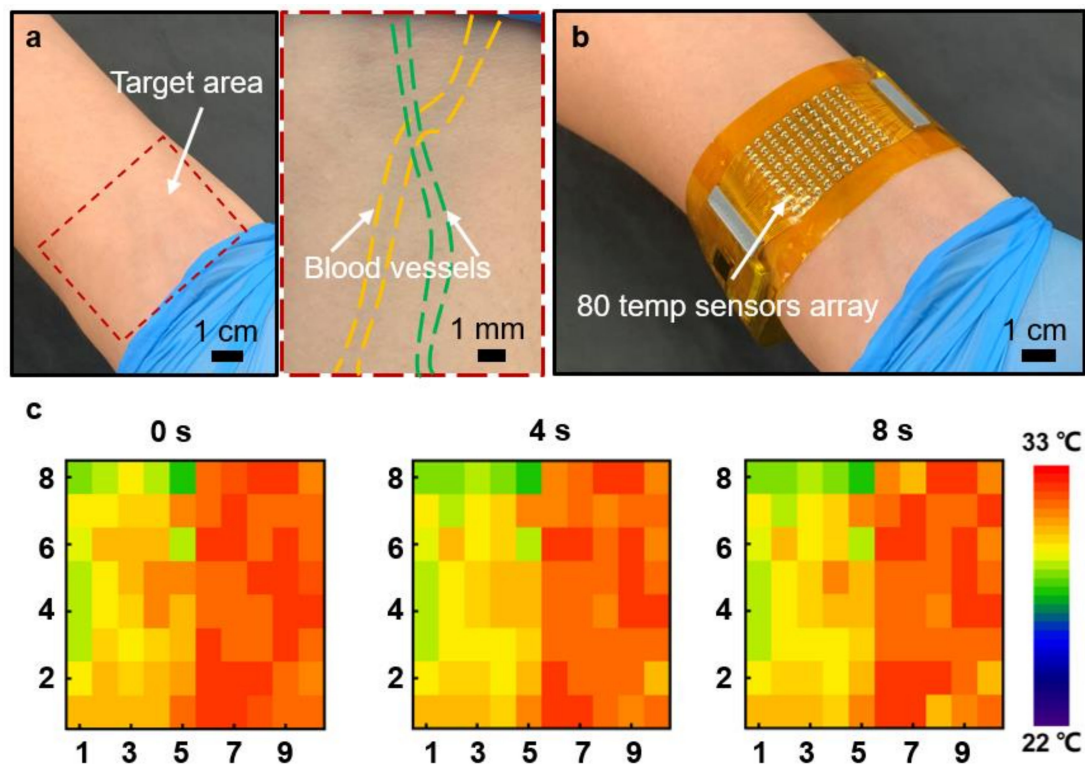 a
Target area
1 cm
Blood vessels
1 mm
b
80 temp sensors array
1 cm
c
0 s
4 s
8 s
33 ℃
8
6
4
2
1 3 5 7 9
8
6
4
2
1 3 5 7 9
8
6
4
2
1 3 5 7 9
22 ℃